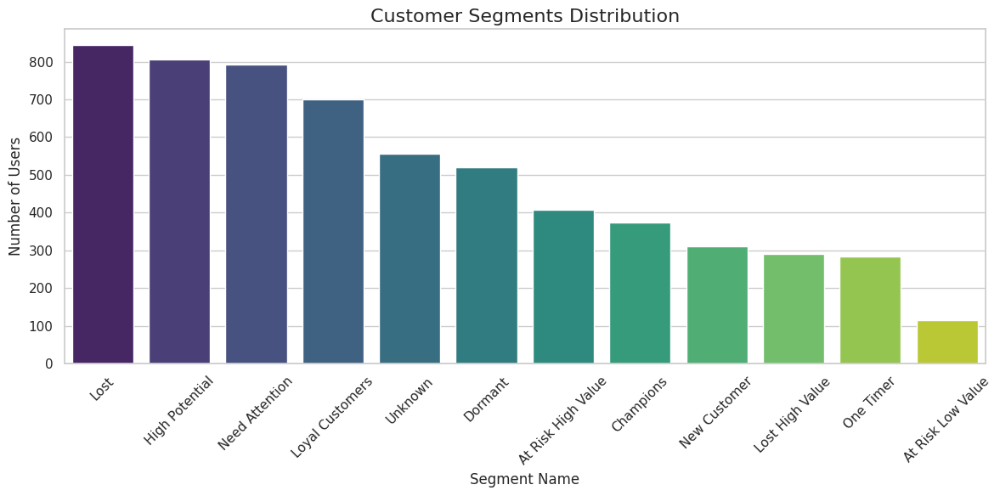 Customer Segments Distribution
Number of Users
800
700
600
500
400
300
200
100
0
Lost
High Potential
Need Attention
Loyal Customers
Unknown
Dormant
At Risk High Value
Champions
New Customer
Lost High Value
One Timer
At Risk Low Value
Segment Name